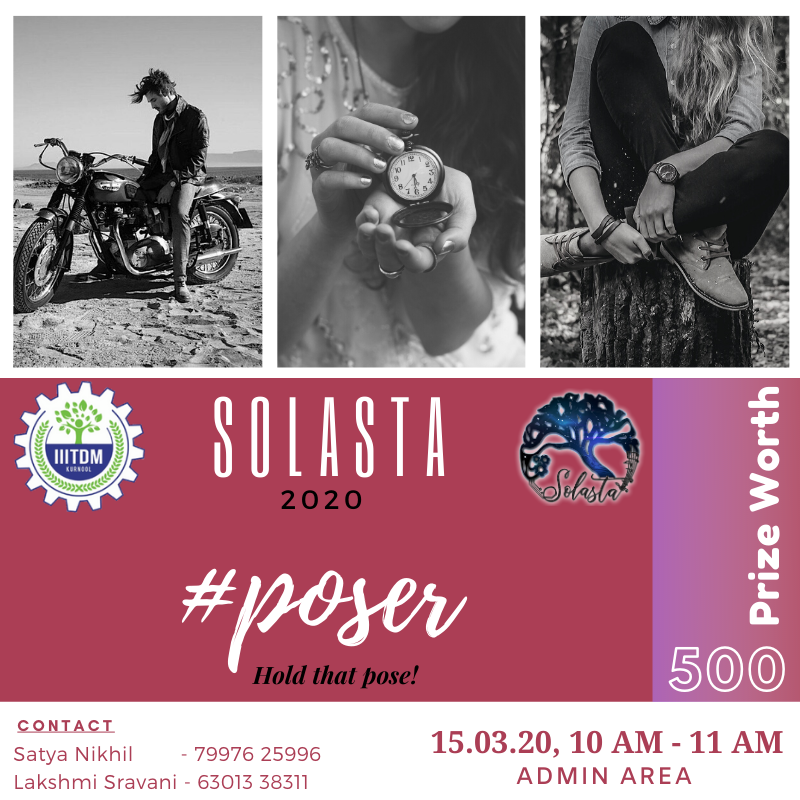 IIITDM
KURNOOL
SOLASTA
2020
Solasta
#poser
Hold that pose!
Prize Worth
500
CONTACT
Satya Nikhil - 79976 25996
Lakshmi Sravani - 63013 38311
15.03.20, 10 AM - 11 AM
ADMIN AREA